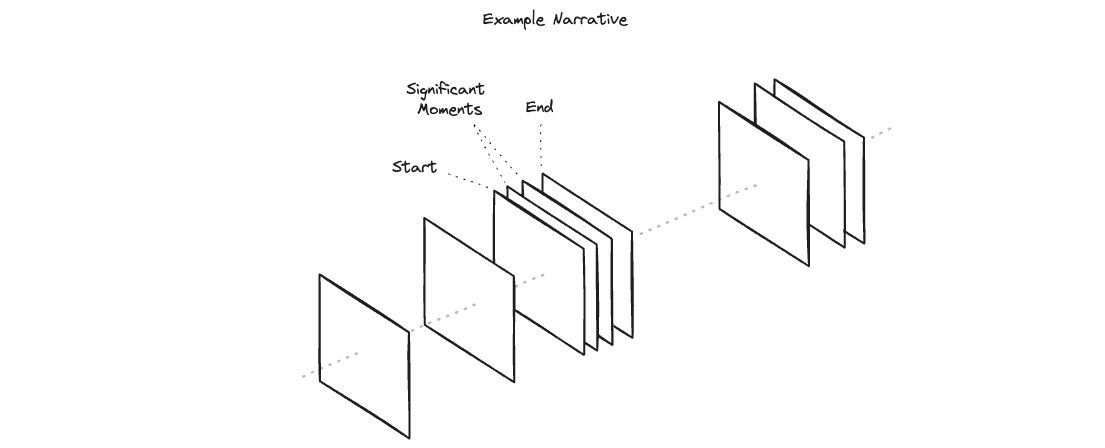 Example Narrative
Significant
Moments
End
Start